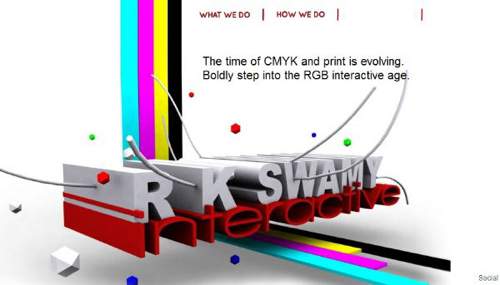 WHAT WE DO | HOW WE DO |
The time of CMYK and print is evolving.
Boldly step into the RGB interactive age.
R K SWAMY
interactive
Social